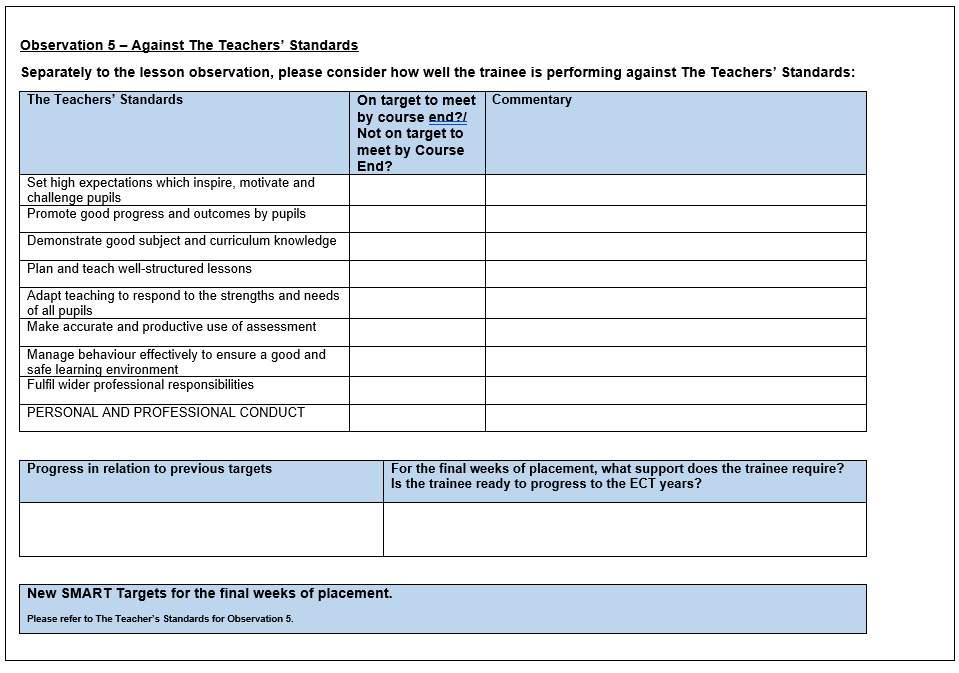 Observation 5 – Against The Teachers' Standards
Separately to the lesson observation, please consider how well the trainee is performing against The Teachers' Standards:
The Teachers' Standards
On target to meet
by course end?/
Not on target to
meet by Course
End?
Commentary
Set high expectations which inspire, motivate and
challenge pupils
Promote good progress and outcomes by pupils
Demonstrate good subject and curriculum knowledge
Plan and teach well-structured lessons
Adapt teaching to respond to the strengths and needs
of all pupils
Make accurate and productive use of assessment
Manage behaviour effectively to ensure a good and
safe learning environment
Fulfil wider professional responsibilities
PERSONAL AND PROFESSIONAL CONDUCT
Progress in relation to previous targets
For the final weeks of placement, what support does the trainee require?
Is the trainee ready to progress to the ECT years?
New SMART Targets for the final weeks of placement.
Please refer to The Teacher's Standards for Observation 5.